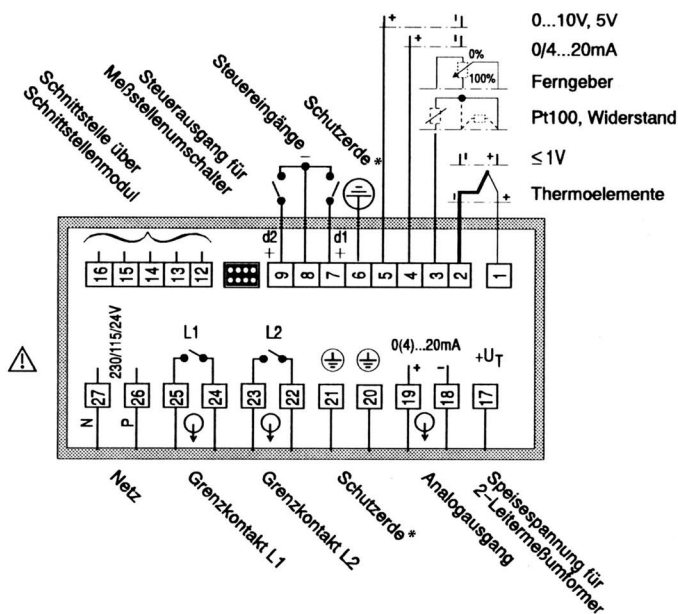 0...10V, 5V
0/4...20mA
0%
100%
Ferngeber
Pt100, Widerstand
≤ 1V
Thermoelemente
Schnittstelle über
Schnittstellenmodul
Steuerausgang für
Meßstellenumschalter
Steuereingänge
Schutzerde *
d2
d1
16 15 14 13 12
9 8 7 6 5 4 3 2 1
230/115/24V
L1
L2
0(4)...20mA
+UT
27 26 25 24 23 22 21 20 19 18 17
N
P
Netz
Grenzkontakt L1
Grenzkontakt L2
Schutzerde *
Analogausgang
Speisespannung für
2–Leitermeßumformer